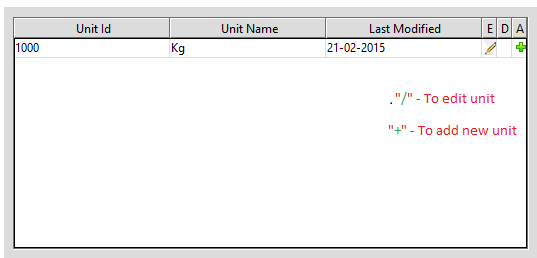 Unit Id Unit Name Last Modified E D A
1000 Kg 21-02-2015
. "/" - To edit unit
"+" - To add new unit